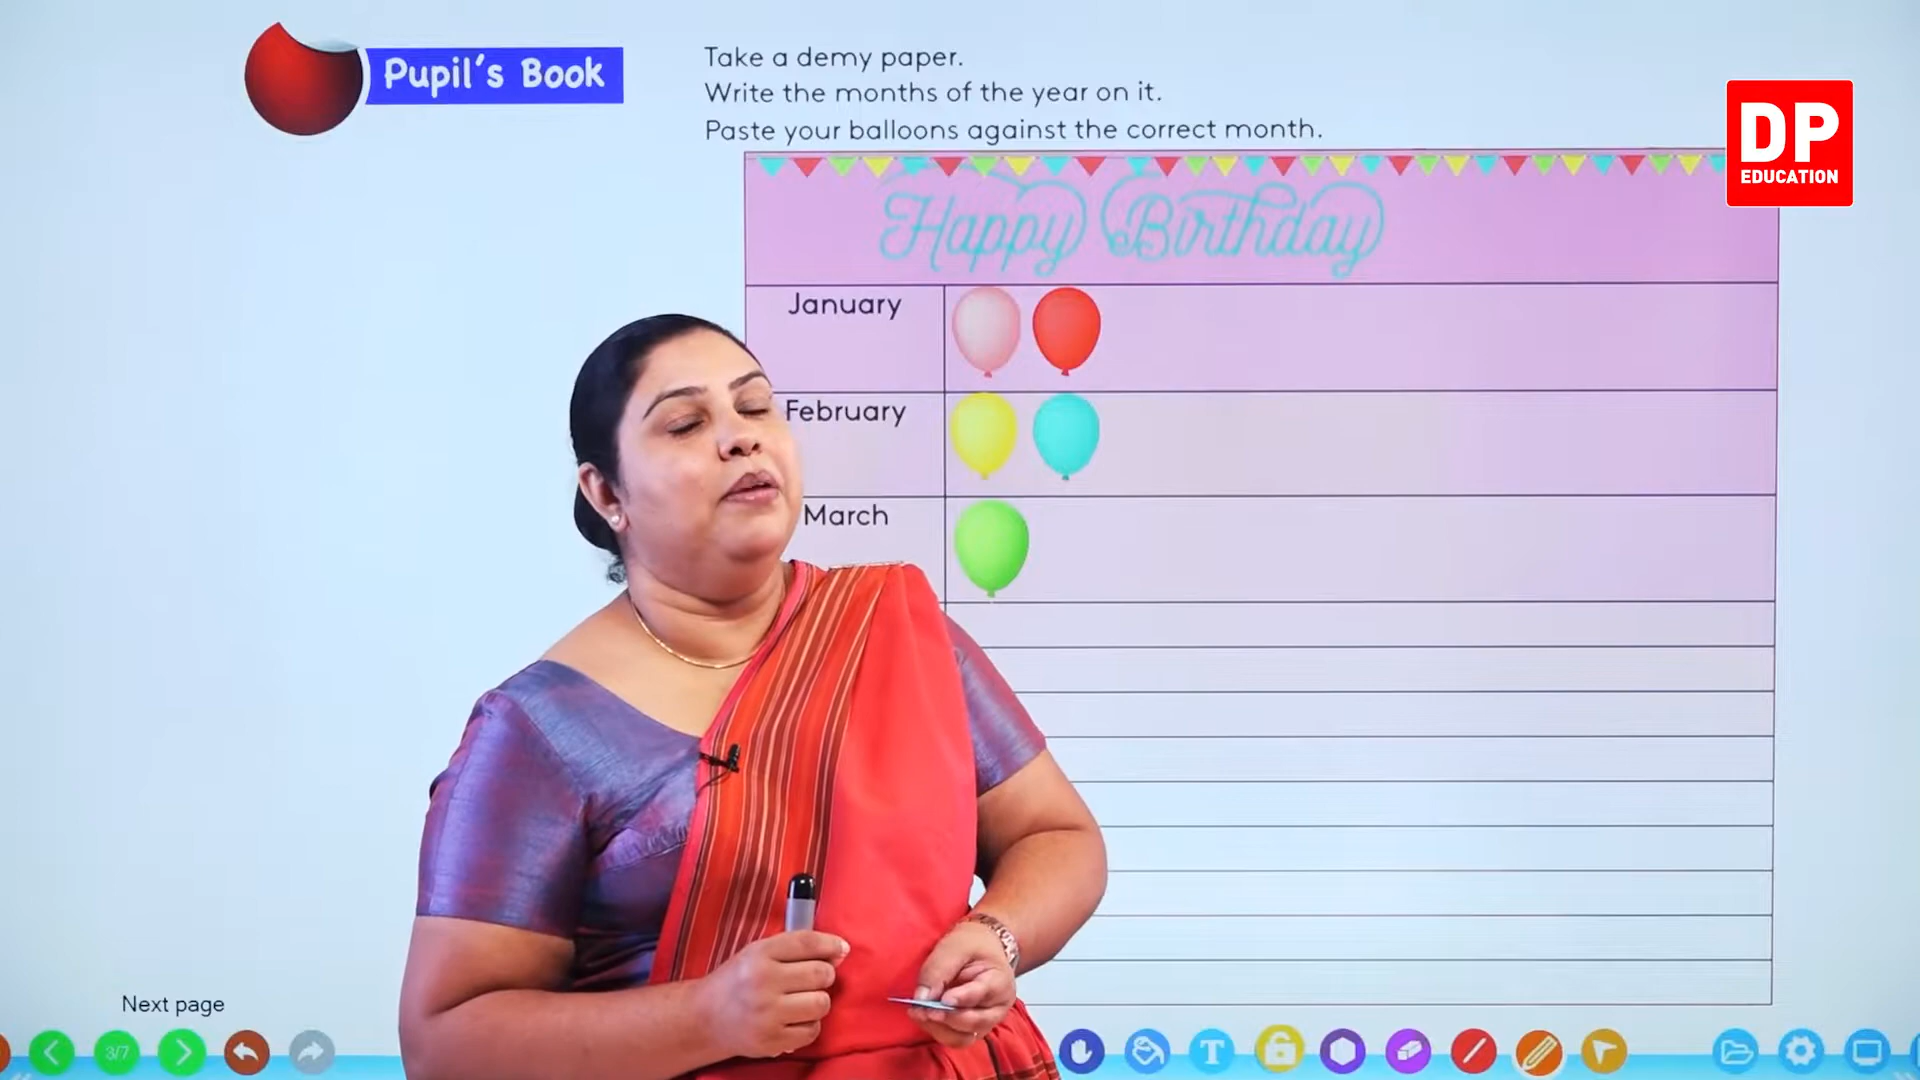 Pupil's Book
Take a demy paper.
Write the months of the year on it.
Paste your balloons against the correct month.
DP
EDUCATION
Happy Birthday
January
February
March
Next page
3/7
T